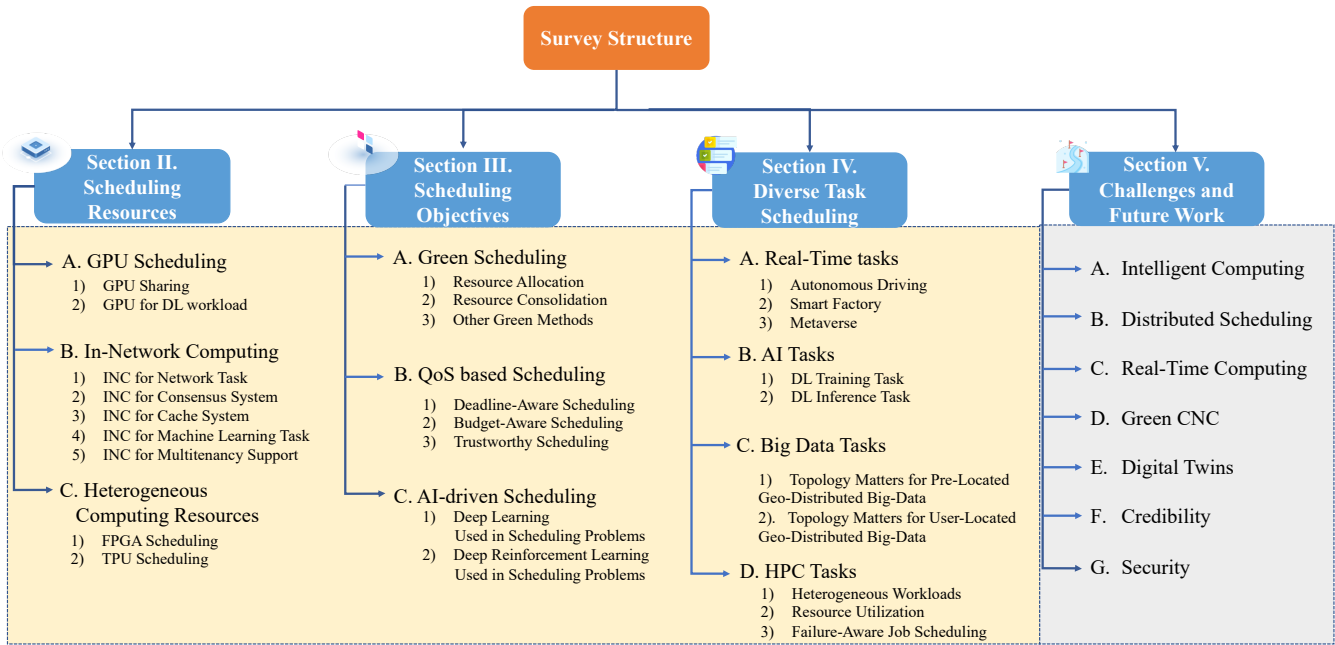 Survey Structure
Section II.
Scheduling
Resources
A. GPU Scheduling
1) GPU Sharing
2) GPU for DL workload
B. In-Network Computing
1) INC for Network Task
2) INC for Consensus System
3) INC for Cache System
4) INC for Machine Learning Task
5) INC for Multitenancy Support
C. Heterogeneous
Computing Resources
1) FPGA Scheduling
2) TPU Scheduling
Section III.
Scheduling
Objectives
A. Green Scheduling
1) Resource Allocation
2) Resource Consolidation
3) Other Green Methods
B. QoS based Scheduling
1) Deadline-Aware Scheduling
2) Budget-Aware Scheduling
3) Trustworthy Scheduling
C. AI-driven Scheduling
1) Deep Learning
Used in Scheduling Problems
2) Deep Reinforcement Learning
Used in Scheduling Problems
Section IV.
Diverse Task
Scheduling
A. Real-Time tasks
1) Autonomous Driving
2) Smart Factory
3) Metaverse
B. AI Tasks
1) DL Training Task
2) DL Inference Task
C. Big Data Tasks
1) Topology Matters for Pre-Located
Geo-Distributed Big-Data
2). Topology Matters for User-Located
Geo-Distributed Big-Data
D. HPC Tasks
1) Heterogeneous Workloads
2) Resource Utilization
3) Failure-Aware Job Scheduling
Section V.
Challenges and
Future Work
A. Intelligent Computing
B. Distributed Scheduling
C. Real-Time Computing
D. Green CNC
E. Digital Twins
F. Credibility
G. Security